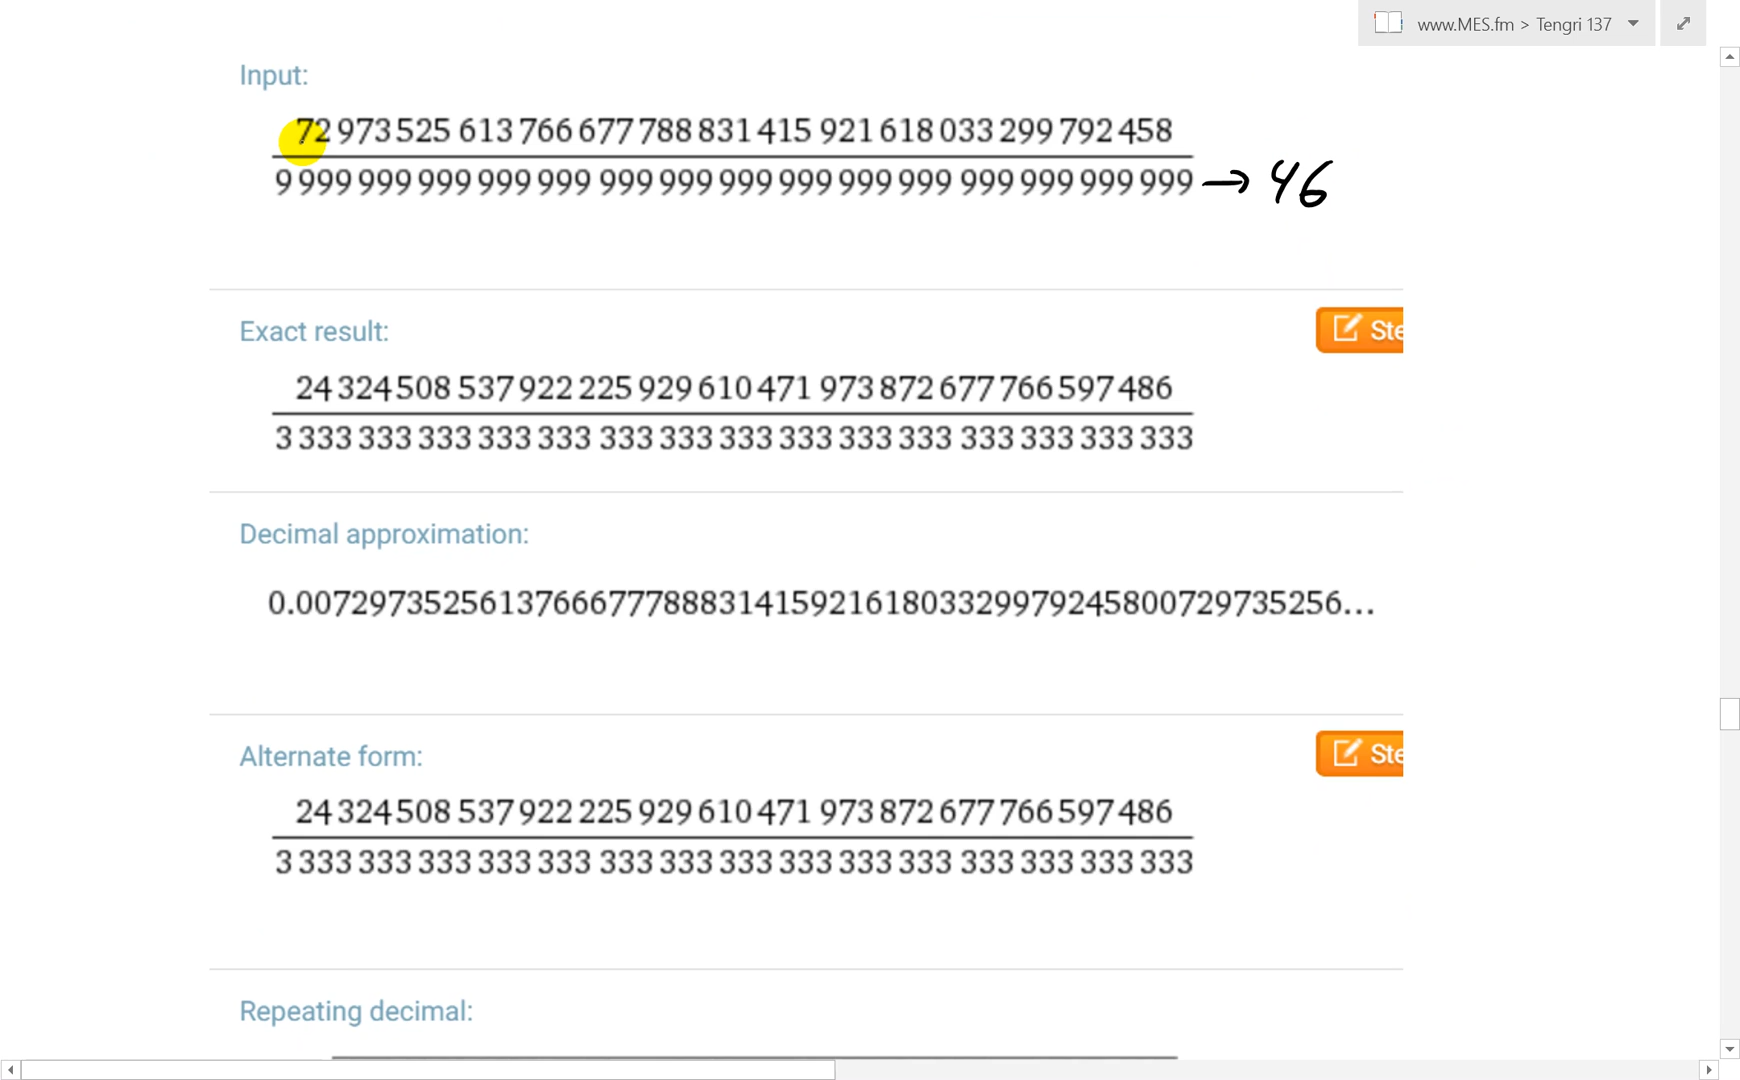 www.MES.fm > Tengri 137
Input:
72 973 525 613 766 677 788 831 415 921 618 033 299 792 458
9 999 999 999 999 999 999 999 999 999 999 999 999 999 999 999 → 46
Exact result:
Ste
24 324 508 537 922 225 929 610 471 973 872 677 766 597 486
3 333 333 333 333 333 333 333 333 333 333 333 333 333 333 333
Decimal approximation:
0.007297352561376667778883141592161803329979245800729735256...
Alternate form:
Ste
24 324 508 537 922 225 929 610 471 973 872 677 766 597 486
3 333 333 333 333 333 333 333 333 333 333 333 333 333 333 333
Repeating decimal: